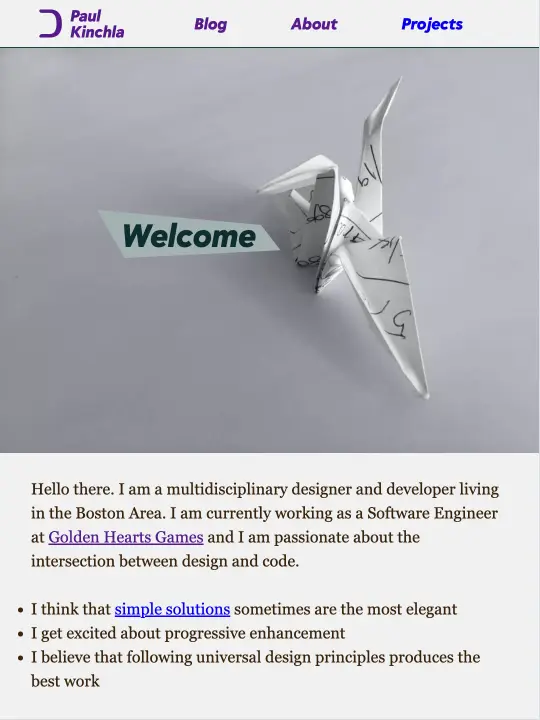 Paul
Kinchla
Blog
About
Projects
Welcome
Hello there. I am a multidisciplinary designer and developer living
in the Boston Area. I am currently working as a Software Engineer
at Golden Hearts Games and I am passionate about the
intersection between design and code.
• I think that simple solutions sometimes are the most elegant
• I get excited about progressive enhancement
• I believe that following universal design principles produces the
best work